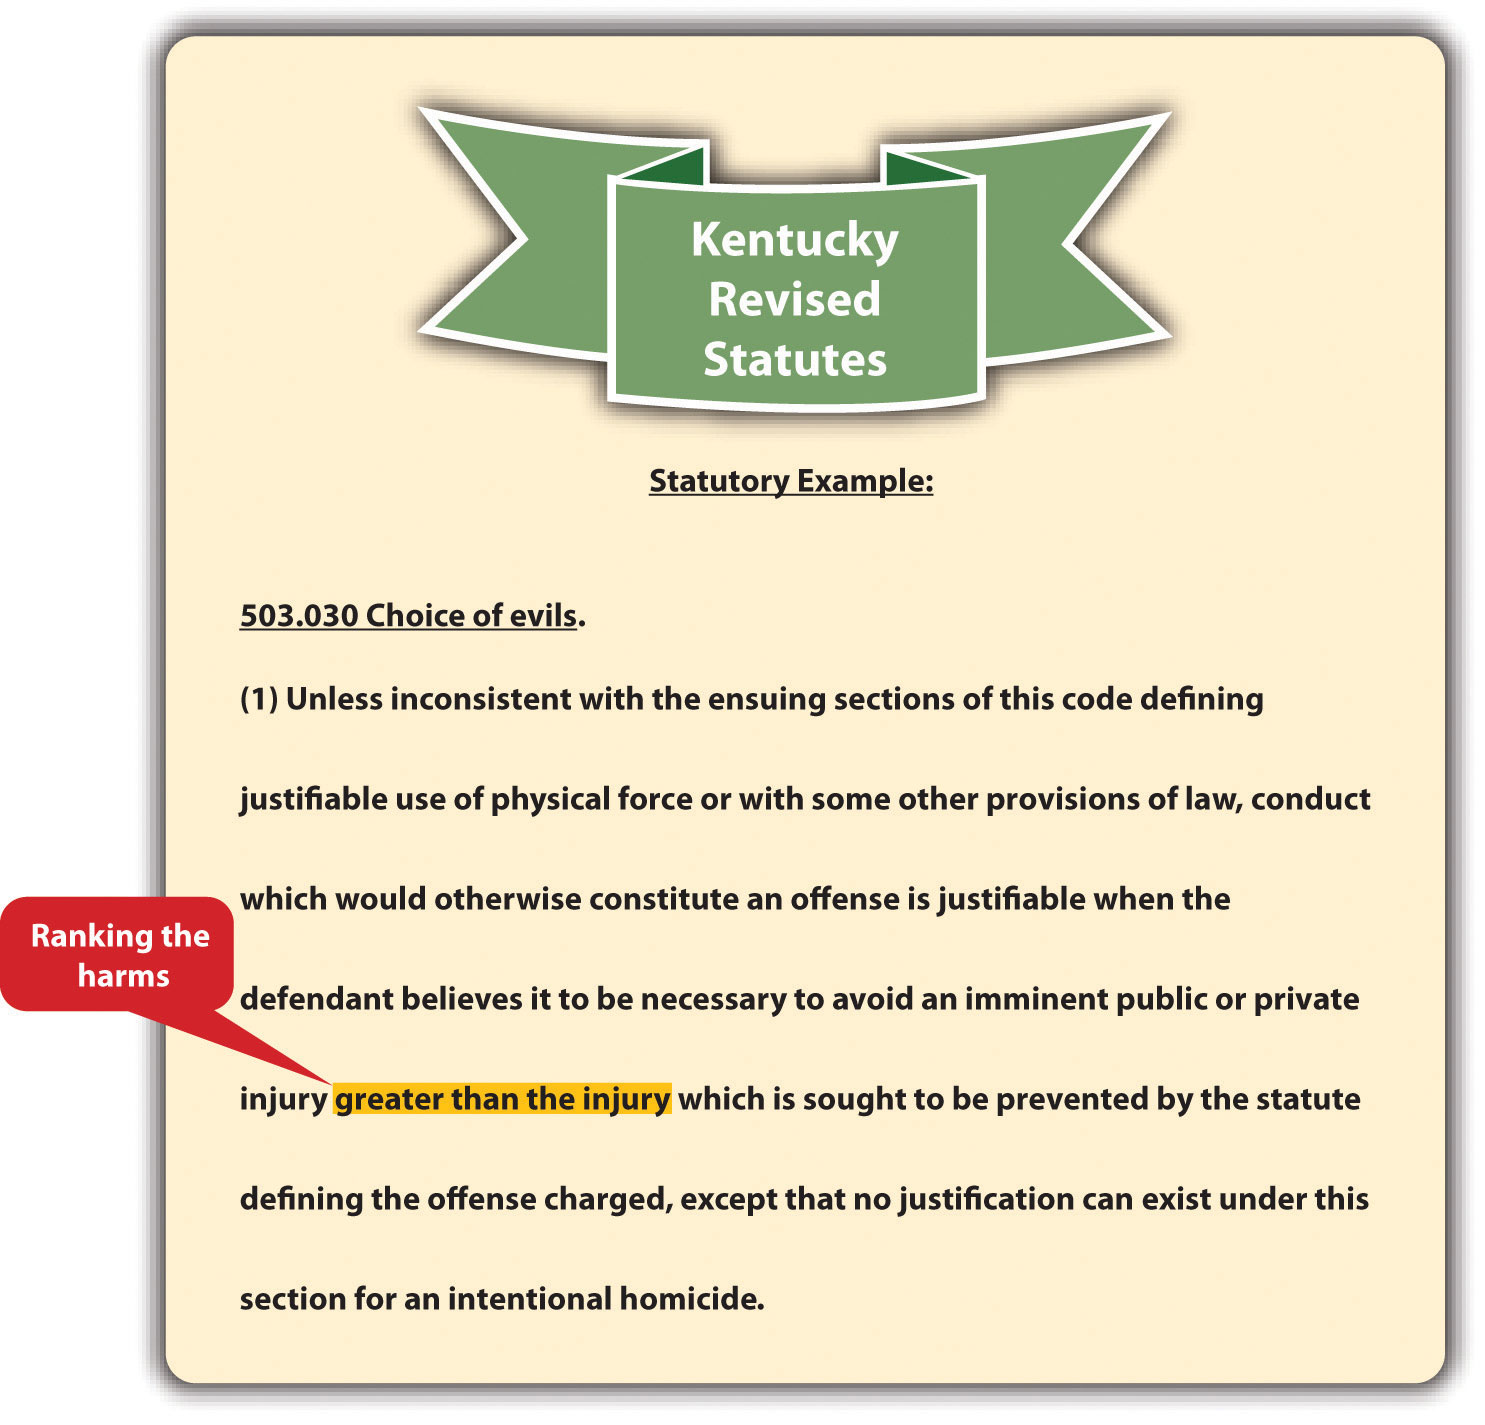 Kentucky
Revised
Statutes
Statutory Example:
503.030 Choice of evils.
(1) Unless inconsistent with the ensuing sections of this code defining
justifiable use of physical force or with some other provisions of law, conduct
which would otherwise constitute an offense is justifiable when the
Ranking the
harms
defendant believes it to be necessary to avoid an imminent public or private
injury greater than the injury which is sought to be prevented by the statute
defining the offense charged, except that no justification can exist under this
section for an intentional homicide.